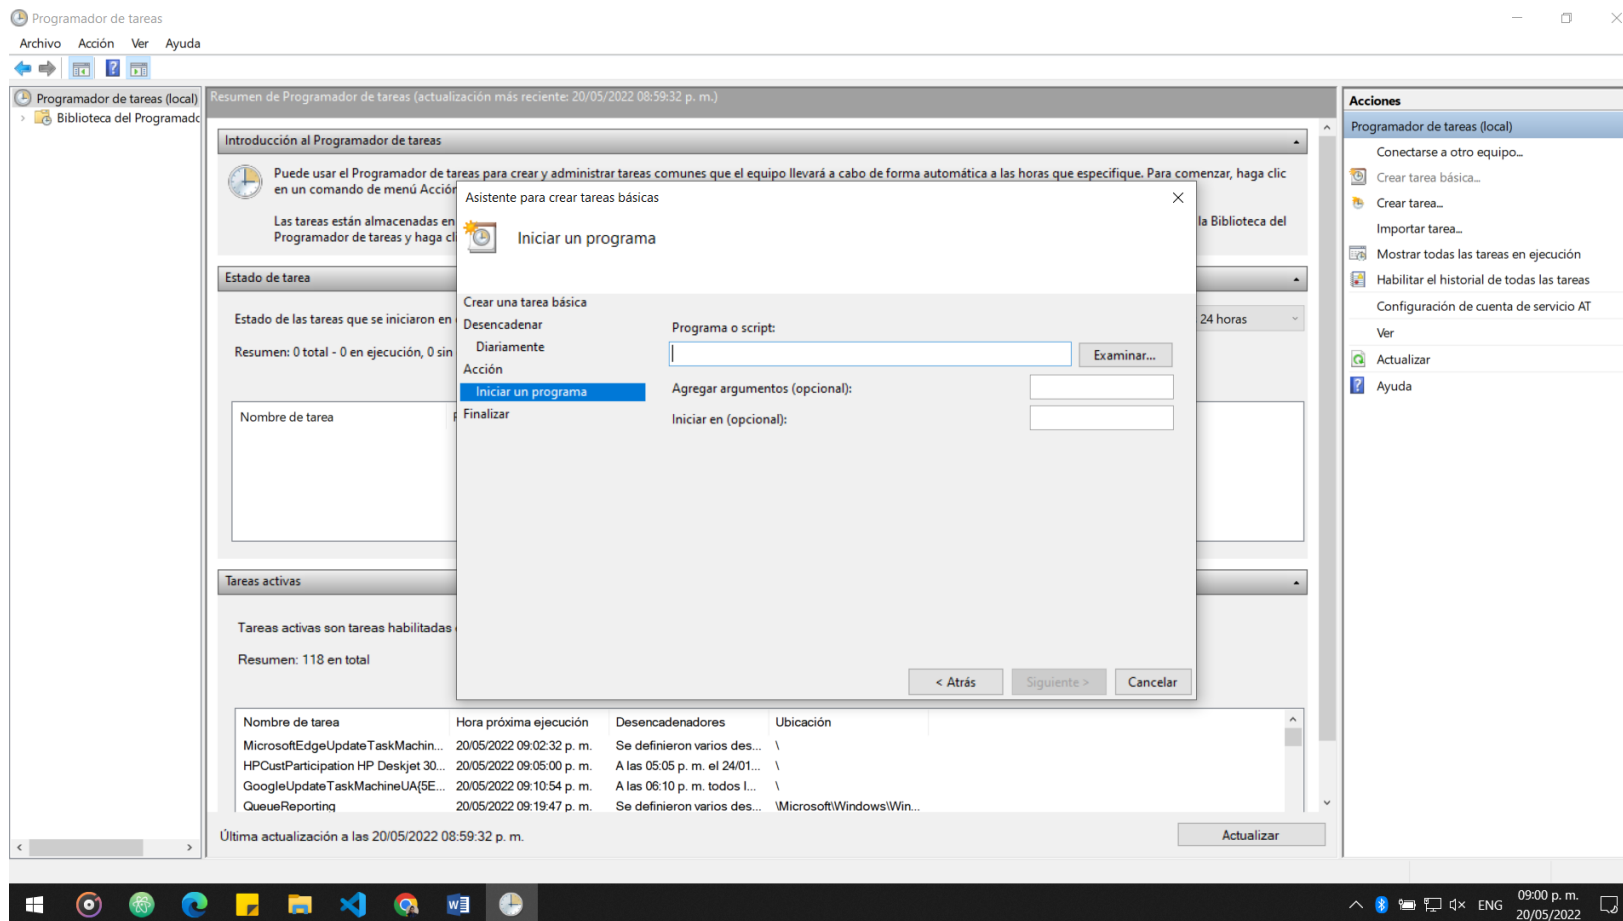 Programador de tareas
Archivo Acción Ver Ayuda
Programador de tareas (local)
Biblioteca del Programadc
Resumen de Programador de tareas (actualización más reciente: 20/05/2022 08:59:32 p. m.)
Introducción al Programador de tareas
Puede usar el Programador de tareas para crear y administrar tareas comunes que el equipo llevará a cabo de forma automática a las horas que especifique. Para comenzar, haga clic
en un comando de menú Acción
Las tareas están almacenadas en
la Biblioteca del
Programador de tareas y haga cl
Estado de tarea
Estado de las tareas que se iniciaron en
24 horas
Resumen: 0 total - 0 en ejecución, 0 sin
Nombre de tarea
Tareas activas
Tareas activas son tareas habilitadas
Resumen: 118 en total
Nombre de tarea Hora próxima ejecución Desencadenadores Ubicación
MicrosoftEdgeUpdateTaskMachin... 20/05/2022 09:02:32 p. m. Se definieron varios des... \
HPCustParticipation HP Deskjet 30... 20/05/2022 09:05:00 p. m. A las 05:05 p. m. el 24/01... \
GoogleUpdateTaskMachineUA{5E... 20/05/2022 09:10:54 p. m. A las 06:10 p. m. todos l... \
QueueReporting 20/05/2022 09:19:47 p. m. Se definieron varios des... \Microsoft\Windows\Win...
Última actualización a las 20/05/2022 08:59:32 p. m.
Actualizar
Asistente para crear tareas básicas
Iniciar un programa
Crear una tarea básica
Desencadenar
Diariamente
Acción
Iniciar un programa
Finalizar
Programa o script:
Examinar...
Agregar argumentos (opcional):
Iniciar en (opcional):
< Atrás
Siguiente >
Cancelar
Acciones
Programador de tareas (local)
Conectarse a otro equipo...
Crear tarea básica...
Crear tarea...
Importar tarea...
Mostrar todas las tareas en ejecución
Habilitar el historial de todas las tareas
Configuración de cuenta de servicio AT
Ver
Actualizar
Ayuda
ENG
09:00 p. m.
20/05/2022